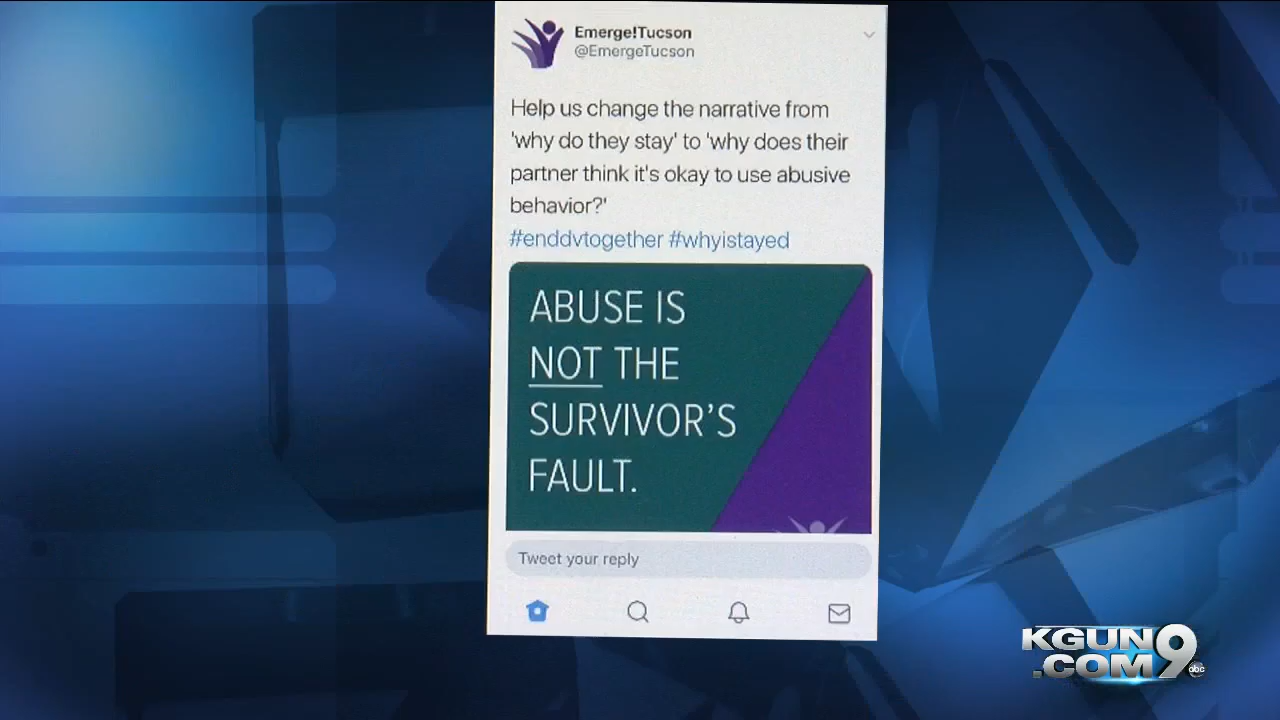 Emerge!Tucson
@EmergeTucson
Help us change the narrative from
'why do they stay' to 'why does their
partner think it's okay to use abusive
behavior?'
#enddvtogether #whyistayed
ABUSE IS
NOT THE
SURVIVOR'S
FAULT.
Tweet your reply
KGUN9
.COM
abc